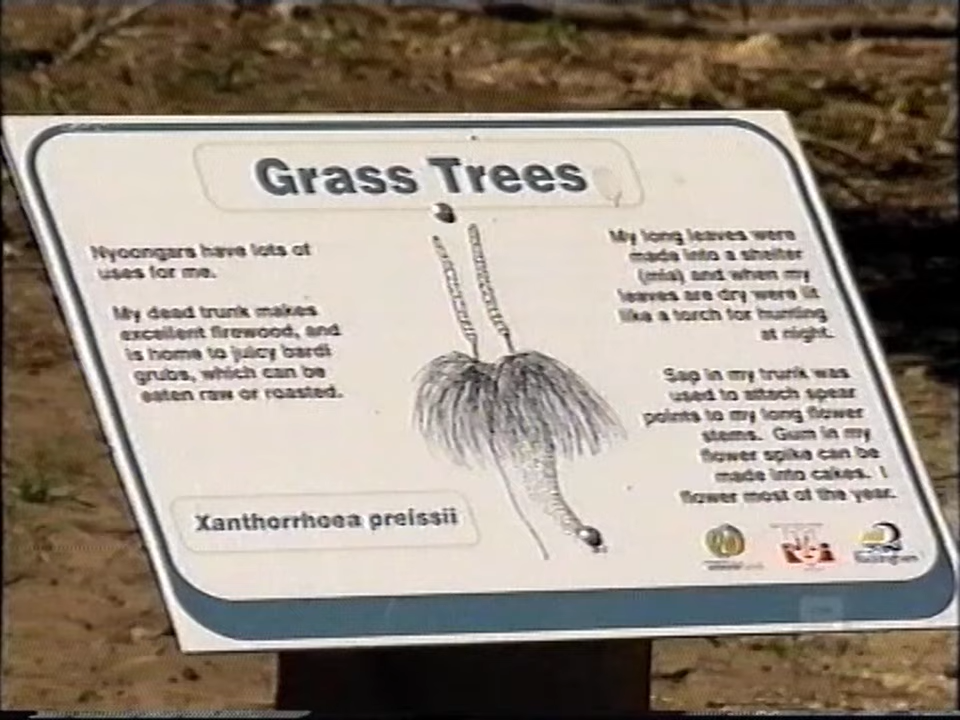 Grass Trees
Nyoongars have lots of
uses for me.
My dead trunk makes
excellent firewood, and
is home to juicy bardi
grubs, which can be
eaten raw or roasted.
Xanthorrhoea preissii
My long leaves were
made into a shelter
(mia) and when my
leaves are dry were lit
like a torch for hunting
at night.
Sap in my trunk was
used to attach spear
points to my long flower
stems. Gum in my
flower spike can be
made into cakes. I
flower most of the year.
Rockingham